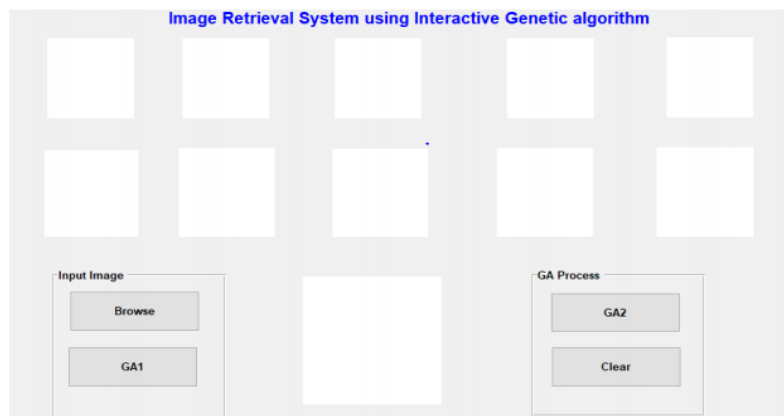 Image Retrieval System using Interactive Genetic algorithm
Input Image
Browse
GA1
GA Process
GA2
Clear